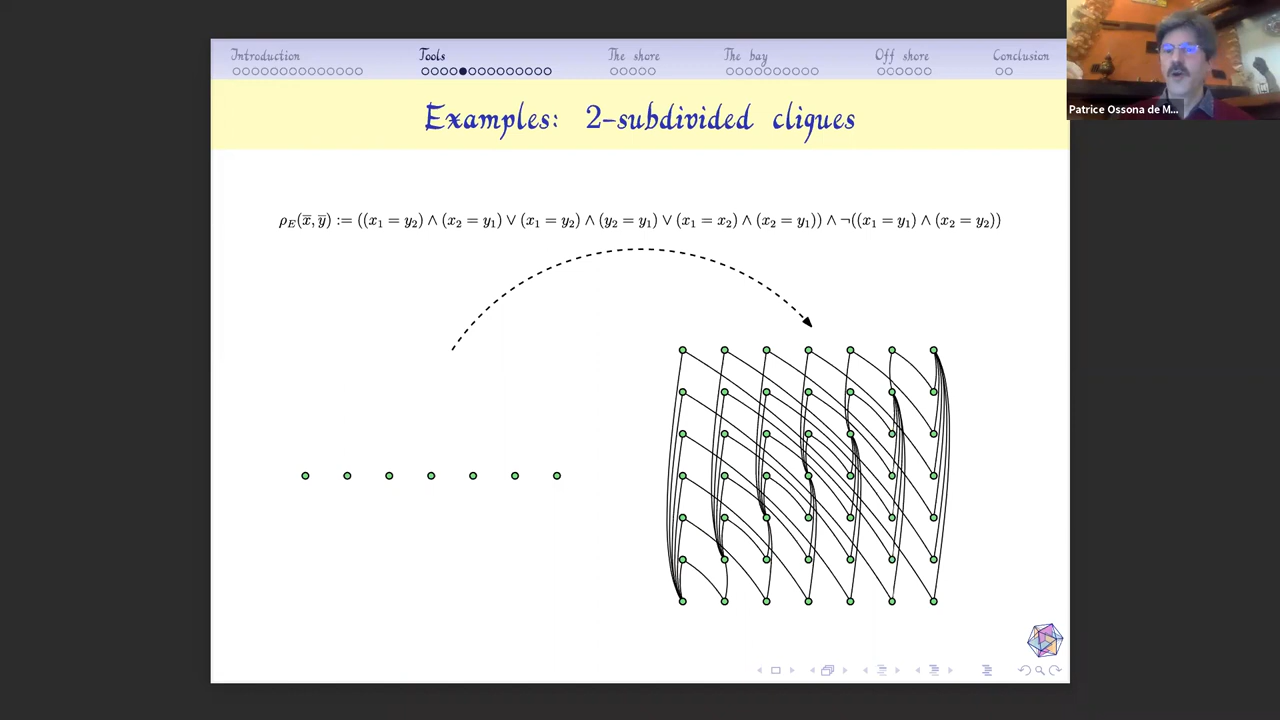 Introduction Tools The shore The bay Off shore Conclusion
Examples: 2-subdivided cliques
ρ_E(x̅, y̅) := ((x₁ = y₂) ∧ (x₂ = y₁) ∨ (x₁ = y₂) ∧ (y₂ = y₁) ∨ (x₁ = x₂) ∧ (x₂ = y₁)) ∧ ¬((x₁ = y₁) ∧ (x₂ = y₂))
Patrice Ossona de M...